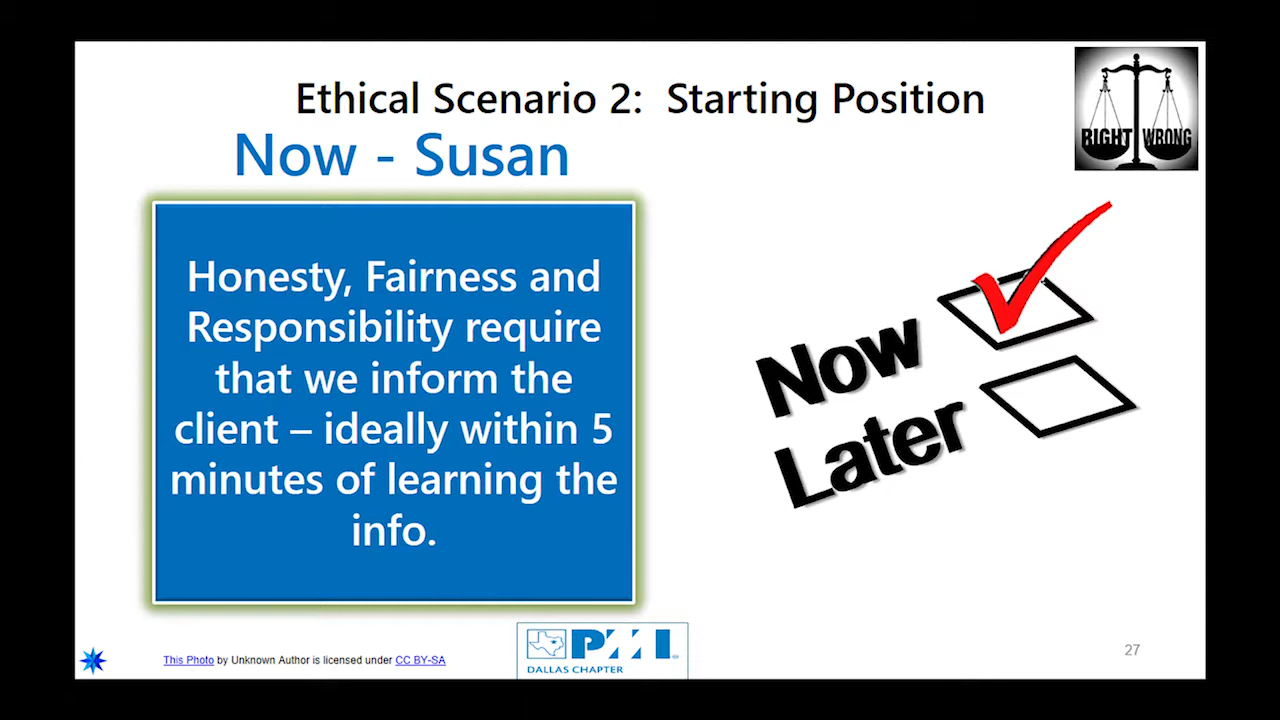 Ethical Scenario 2:  Starting Position
Now - Susan
RIGHT WRONG
Honesty, Fairness and
Responsibility require
that we inform the
client – ideally within 5
minutes of learning the
info.
Now
Later
This Photo by Unknown Author is licensed under CC BY-SA
PMI
DALLAS CHAPTER
27